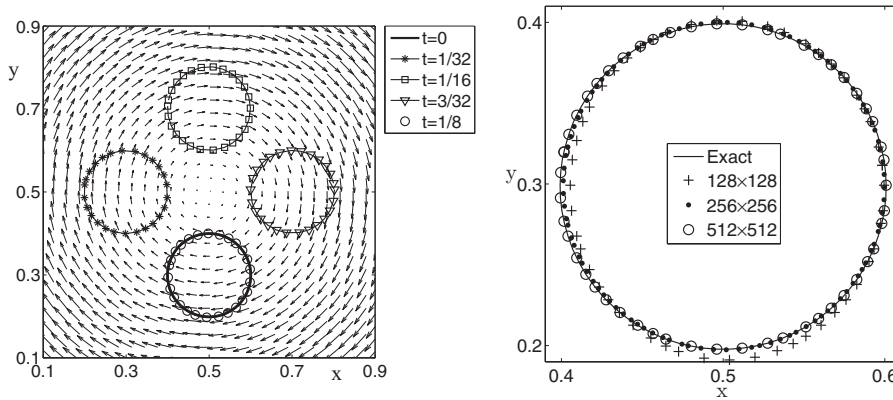 0.9
y
0.7
0.5
0.3
0.1
0.1 0.3 0.5 0.7 x 0.9
t=0
t=1/32
t=1/16
t=3/32
t=1/8
0.4
0.3
y
0.2
0.4 0.5 0.6
x
Exact
128×128
256×256
512×512